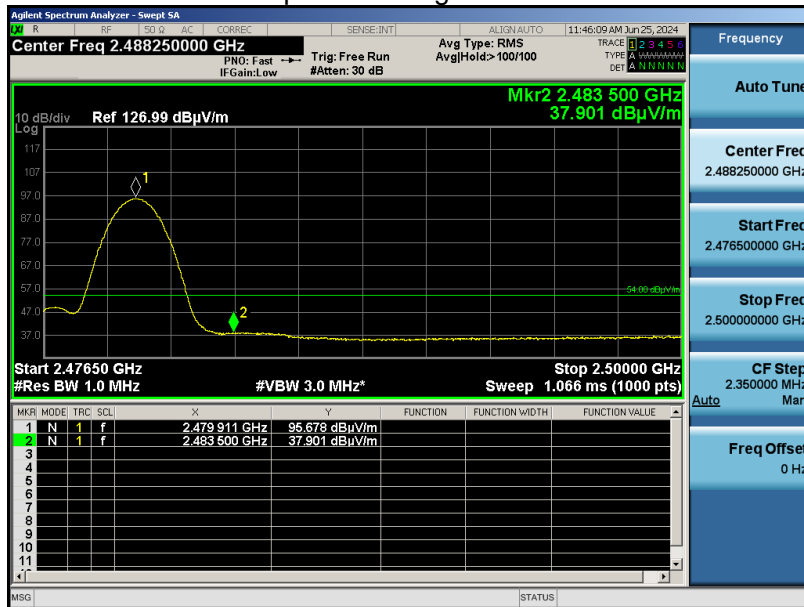 Agilent Spectrum Analyzer - Swept SA
LXI R RF 50 Ω AC CORREC SENSE:INT ALIGN AUTO 11:46:09 AM Jun 25, 2024
Center Freq 2.488250000 GHz
PNO: Fast
IFGain:Low
Trig: Free Run
#Atten: 30 dB
Avg Type: RMS
Avg|Hold:>100/100
TRACE 1 2 3 4 5 6
TYPE A
DET A N N N N N
Mkr2 2.483 500 GHz
37.901 dBµV/m
10 dB/div Ref 126.99 dBµV/m
Log
117
107
97.0
87.0
77.0
67.0
57.0
47.0
37.0
1
2
54.00 dBµV/m
Start 2.47650 GHz Stop 2.50000 GHz
#Res BW 1.0 MHz #VBW 3.0 MHz* Sweep 1.066 ms (1000 pts)
MKR MODE TRC SCL X Y FUNCTION FUNCTION WIDTH FUNCTION VALUE
1 N 1 f 2.479 911 GHz 95.678 dBµV/m
2 N 1 f 2.483 500 GHz 37.901 dBµV/m
3
4
5
6
7
8
9
10
11
MSG STATUS
Frequency
Auto Tune
Center Freq
2.488250000 GHz
Start Freq
2.476500000 GHz
Stop Freq
2.500000000 GHz
CF Step
2.350000 MHz
Auto Man
Freq Offset
0 Hz